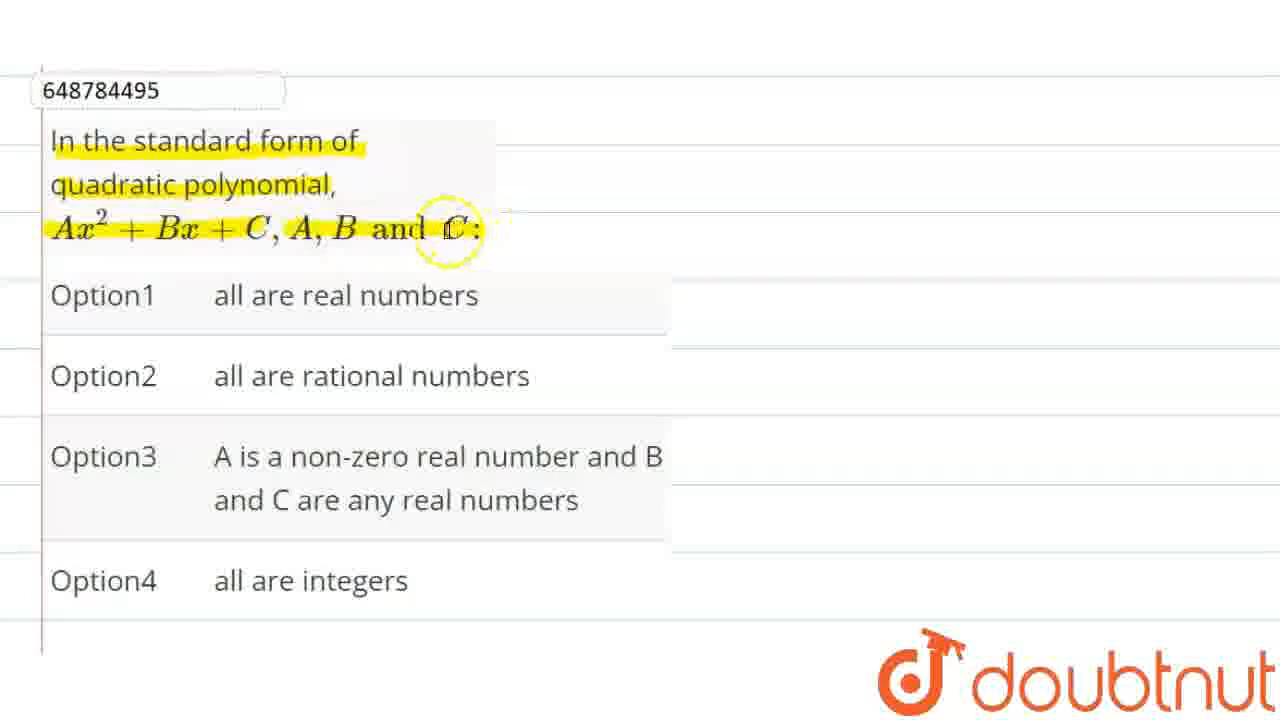 648784495
In the standard form of
quadratic polynomial,
Ax² + Bx + C, A, B and C:
Option1 all are real numbers
Option2 all are rational numbers
Option3 A is a non-zero real number and B
and C are any real numbers
Option4 all are integers
doubtnut